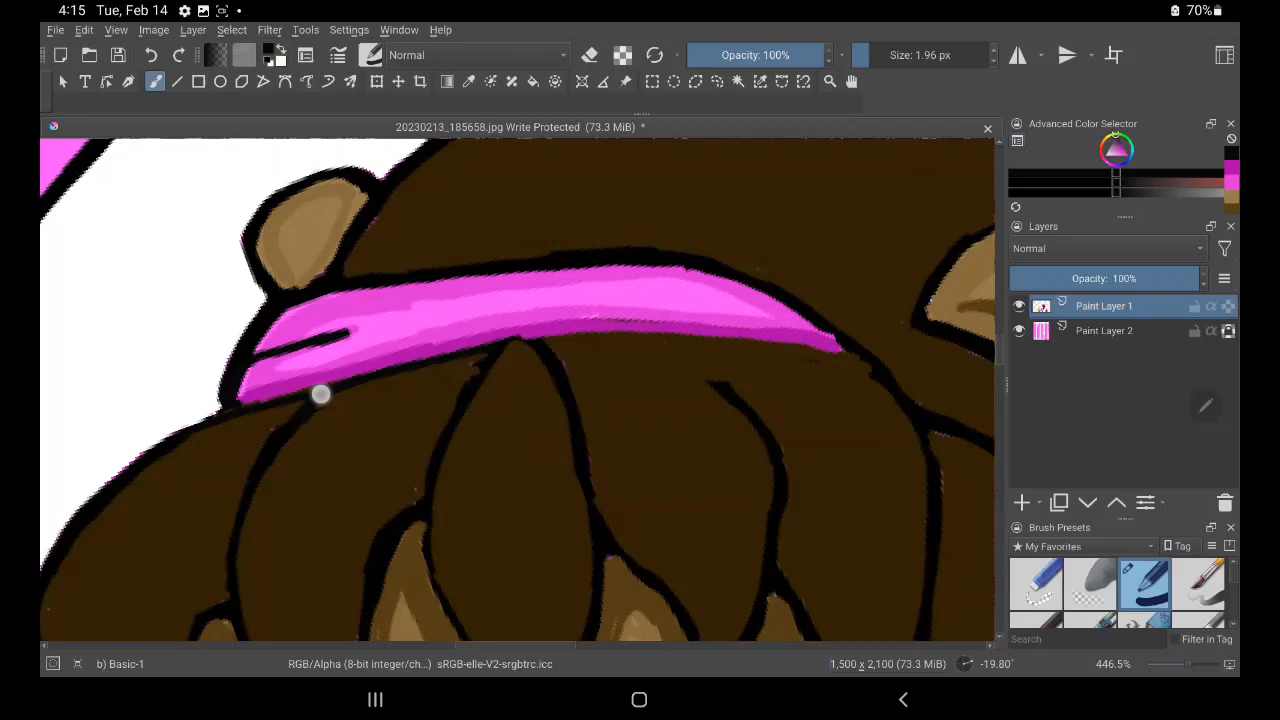 4:15 Tue, Feb 14
70%
File Edit View Image Layer Select Filter Tools Settings Window Help
Normal
Opacity: 100%
Size: 1.96 px
20230213_185658.jpg Write Protected (73.3 MiB) *
Advanced Color Selector
Layers
Normal
Opacity: 100%
Paint Layer 1
Paint Layer 2
Brush Presets
★ My Favorites
Tag
Search
Filter in Tag
b) Basic-1
RGB/Alpha (8-bit integer/ch...) sRGB-elle-V2-srgbtrc.icc
1,500 x 2,100 (73.3 MiB)
-19.80°
446.5%